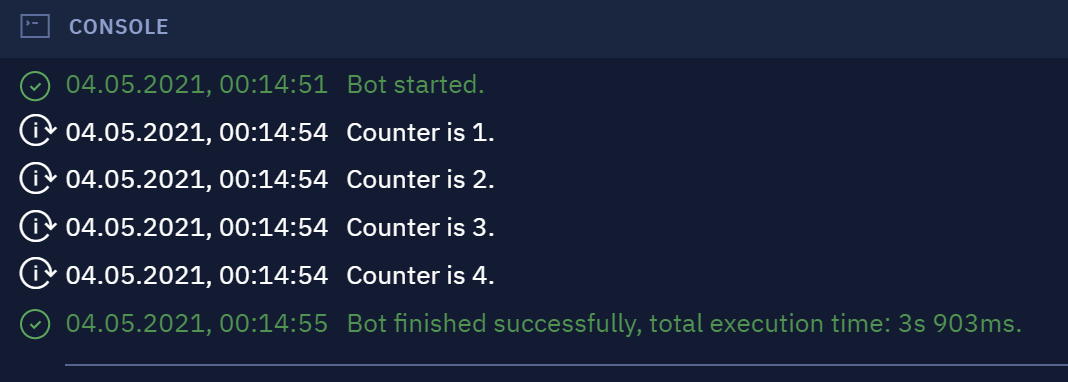 CONSOLE
04.05.2021, 00:14:51 Bot started.
04.05.2021, 00:14:54 Counter is 1.
04.05.2021, 00:14:54 Counter is 2.
04.05.2021, 00:14:54 Counter is 3.
04.05.2021, 00:14:54 Counter is 4.
04.05.2021, 00:14:55 Bot finished successfully, total execution time: 3s 903ms.